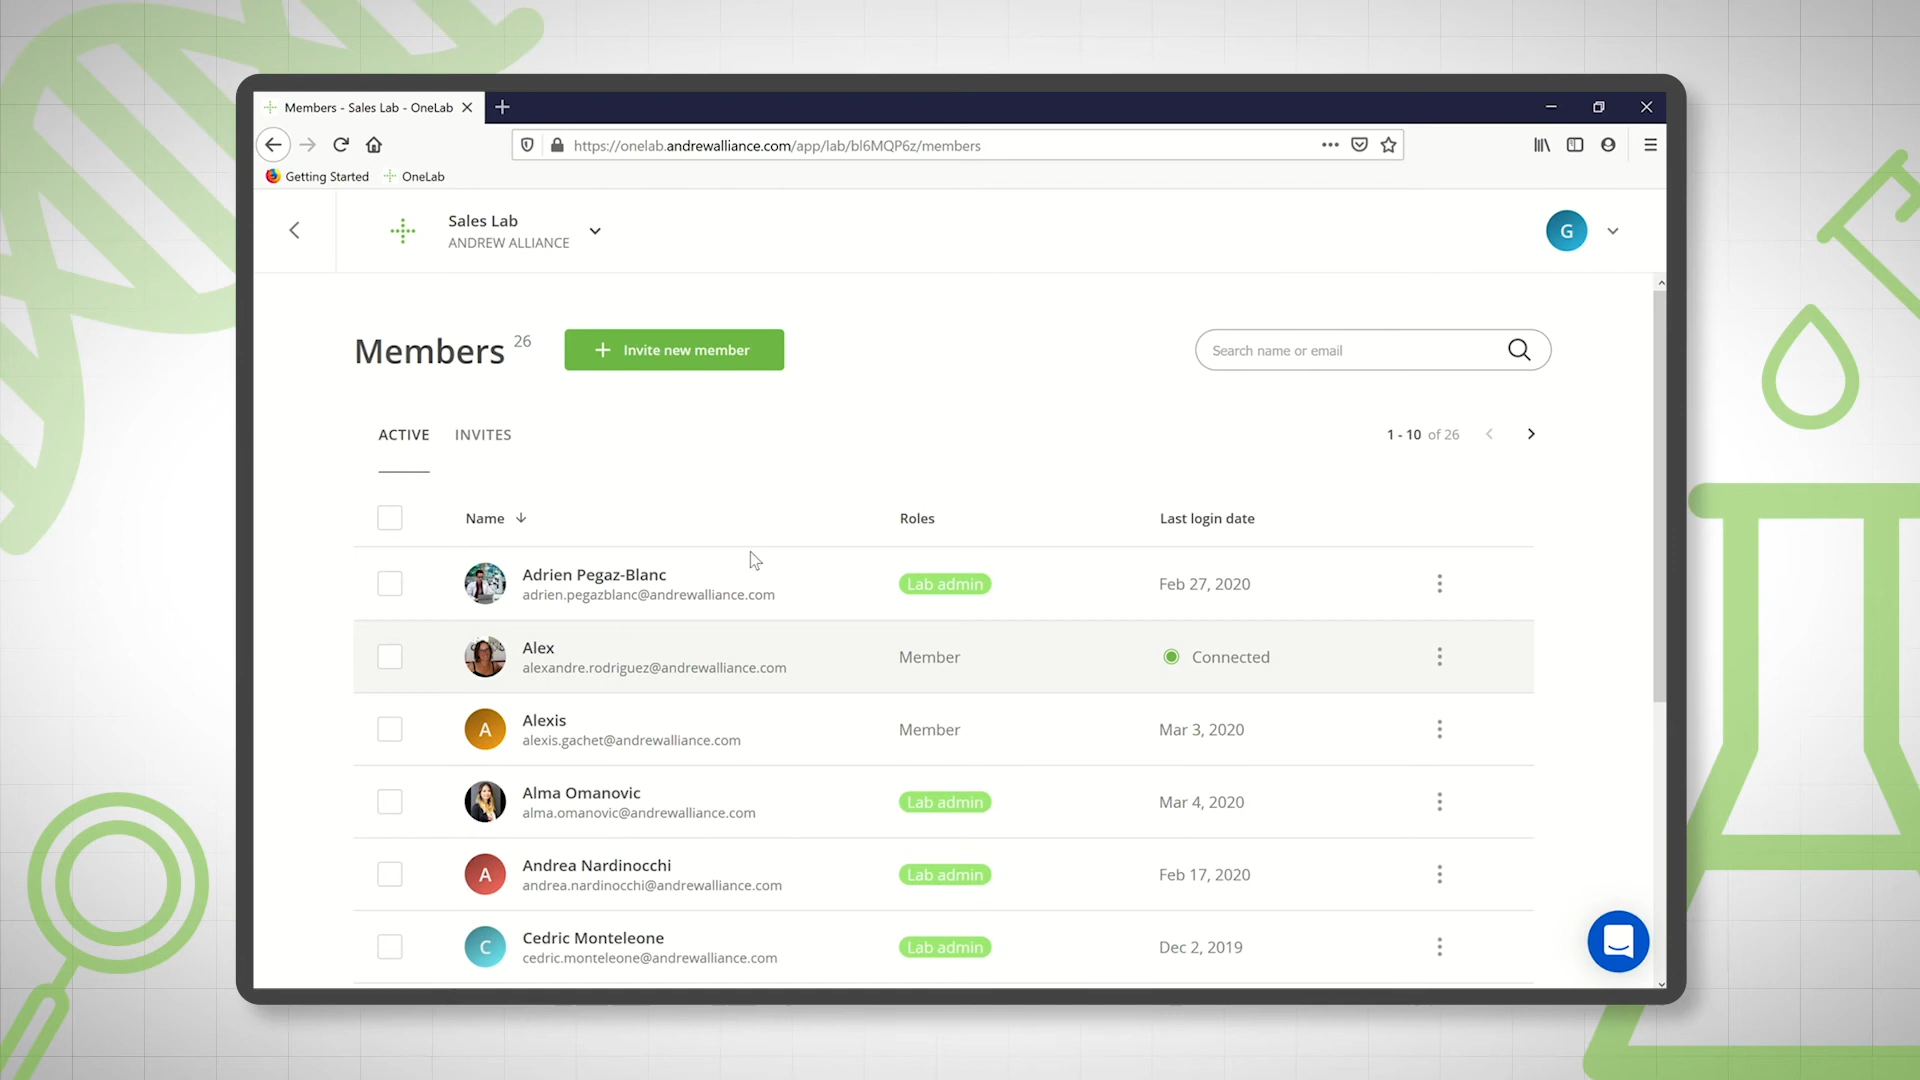 Members - Sales Lab - OneLab
https://onelab.andrewalliance.com/app/lab/bl6MQP6z/members
Getting Started OneLab
Sales Lab
ANDREW ALLIANCE
G
Members 26
+ Invite new member
Search name or email
ACTIVE INVITES
1 - 10 of 26
Name Roles Last login date
Adrien Pegaz-Blanc
adrien.pegazblanc@andrewalliance.com
Lab admin
Feb 27, 2020
Alex
alexandre.rodriguez@andrewalliance.com
Member
Connected
A
Alexis
alexis.gachet@andrewalliance.com
Member
Mar 3, 2020
Alma Omanovic
alma.omanovic@andrewalliance.com
Lab admin
Mar 4, 2020
A
Andrea Nardinocchi
andrea.nardinocchi@andrewalliance.com
Lab admin
Feb 17, 2020
C
Cedric Monteleone
cedric.monteleone@andrewalliance.com
Lab admin
Dec 2, 2019